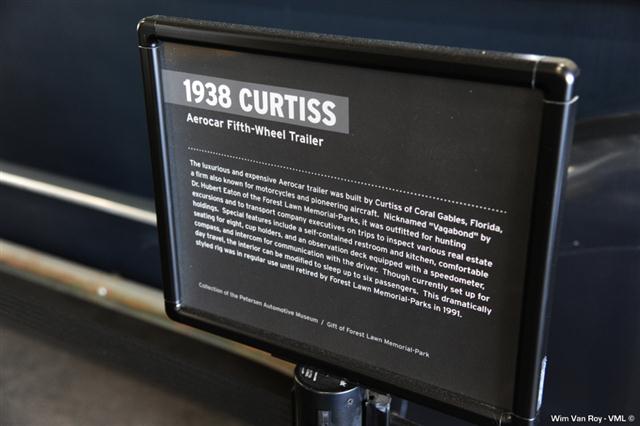 1938 CURTISS
Aerocar Fifth-Wheel Trailer
The luxurious and expensive Aerocar trailer was built by Curtiss of Coral Gables, Florida,
a firm also known for motorcycles and pioneering aircraft. Nicknamed "Vagabond" by
Dr. Hubert Eaton of the Forest Lawn Memorial-Parks, it was outfitted for hunting
excursions and to transport company executives on trips to inspect various real estate
holdings. Special features include a self-contained restroom and kitchen, comfortable
seating for eight, cup holders, and an observation deck equipped with a speedometer,
compass, and intercom for communication with the driver. Though currently set up for
day travel, the interior can be modified to sleep up to six passengers. This dramatically
styled rig was in regular use until retired by Forest Lawn Memorial-Parks in 1991.
Collection of the Petersen Automotive Museum / Gift of Forest Lawn Memorial-Park
Wim Van Roy - VML ©